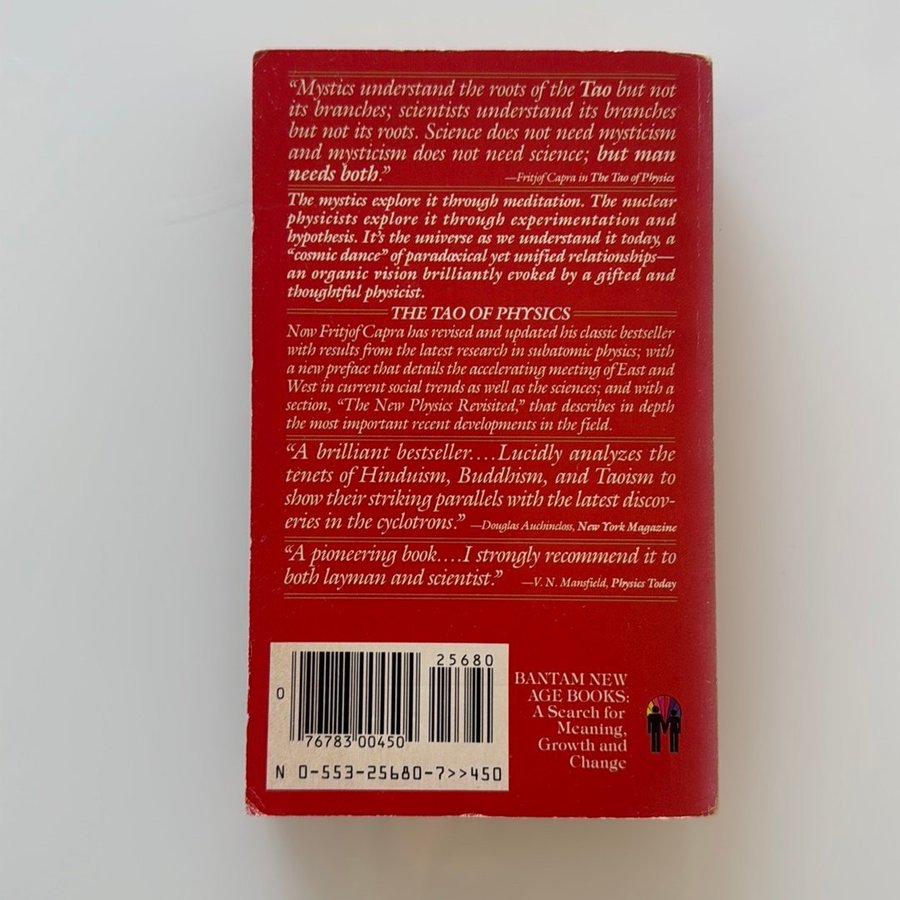 “Mystics understand the roots of the Tao but not
its branches; scientists understand its branches
but not its roots. Science does not need mysticism
and mysticism does not need science; but man
needs both.” —Fritjof Capra in The Tao of Physics
The mystics explore it through meditation. The nuclear
physicists explore it through experimentation and
hypothesis. It’s the universe as we understand it today, a
“cosmic dance” of paradoxical yet unified relationships—
an organic vision brilliantly evoked by a gifted and
thoughtful physicist.
THE TAO OF PHYSICS
Now Fritjof Capra has revised and updated his classic bestseller
with results from the latest research in subatomic physics; with
a new preface that details the accelerating meeting of East and
West in current social trends as well as the sciences; and with a
section, “The New Physics Revisited,” that describes in depth
the most important recent developments in the field.
“A brilliant bestseller....Lucidly analyzes the
tenets of Hinduism, Buddhism, and Taoism to
show their striking parallels with the latest discov-
eries in the cyclotrons.” —Douglas Auchincloss, New York Magazine
“A pioneering book....I strongly recommend it to
both layman and scientist.” —V. N. Mansfield, Physics Today
25680
0
76783 00450
N 0-553-25680-7>>450
BANTAM NEW
AGE BOOKS:
A Search for
Meaning,
Growth and
Change